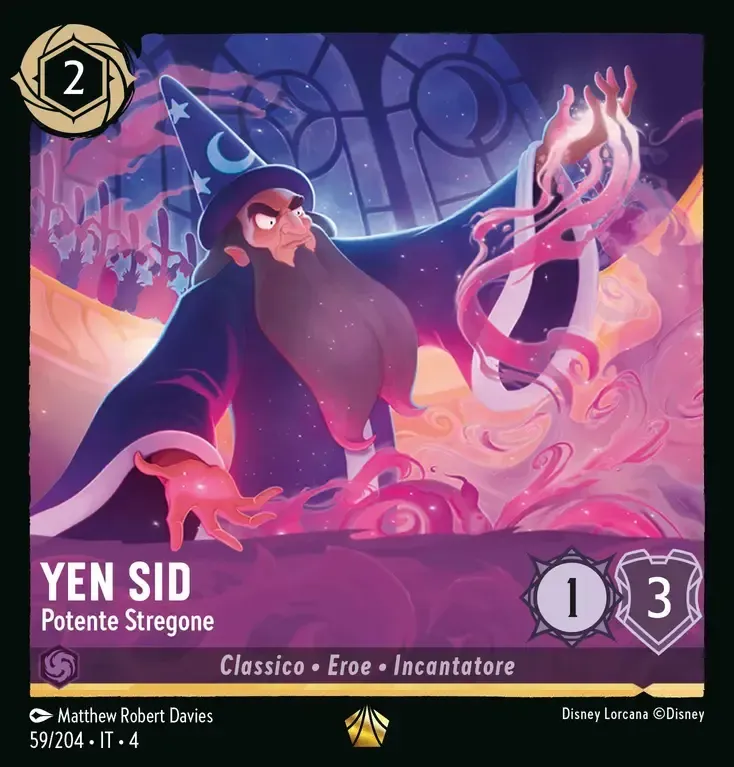 2
YEN SID
Potente Stregone
1
3
Classico • Eroe • Incantatore
Matthew Robert Davies
Disney Lorcana ©Disney
59/204 • IT • 4